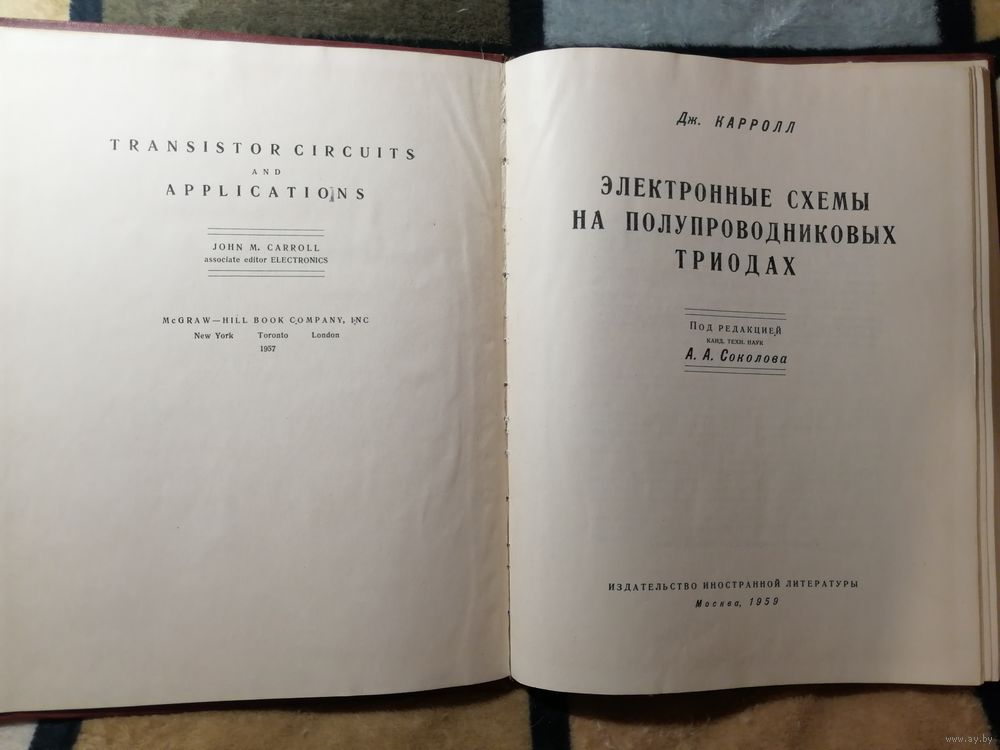 TRANSISTOR CIRCUITS
AND
APPLICATIONS
JOHN M. CARROLL
associate editor ELECTRONICS
McGRAW—HILL BOOK COMPANY, INC
New York Toronto London
1957
Дж. КАРРОЛЛ
ЭЛЕКТРОННЫЕ СХЕМЫ
НА ПОЛУПРОВОДНИКОВЫХ
ТРИОДАХ
ПОД РЕДАКЦИЕЙ
КАНД. ТЕХН. НАУК
А. А. Соколова
ИЗДАТЕЛЬСТВО ИНОСТРАННОЙ ЛИТЕРАТУРЫ
Москва, 1959
www.ay.by